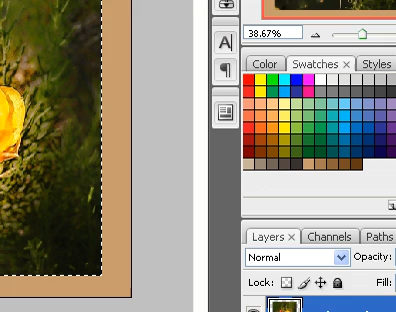 38.67%
A
¶
Color Swatches × Styles
Layers × Channels Paths
Normal Opacity:
Lock: Fill: